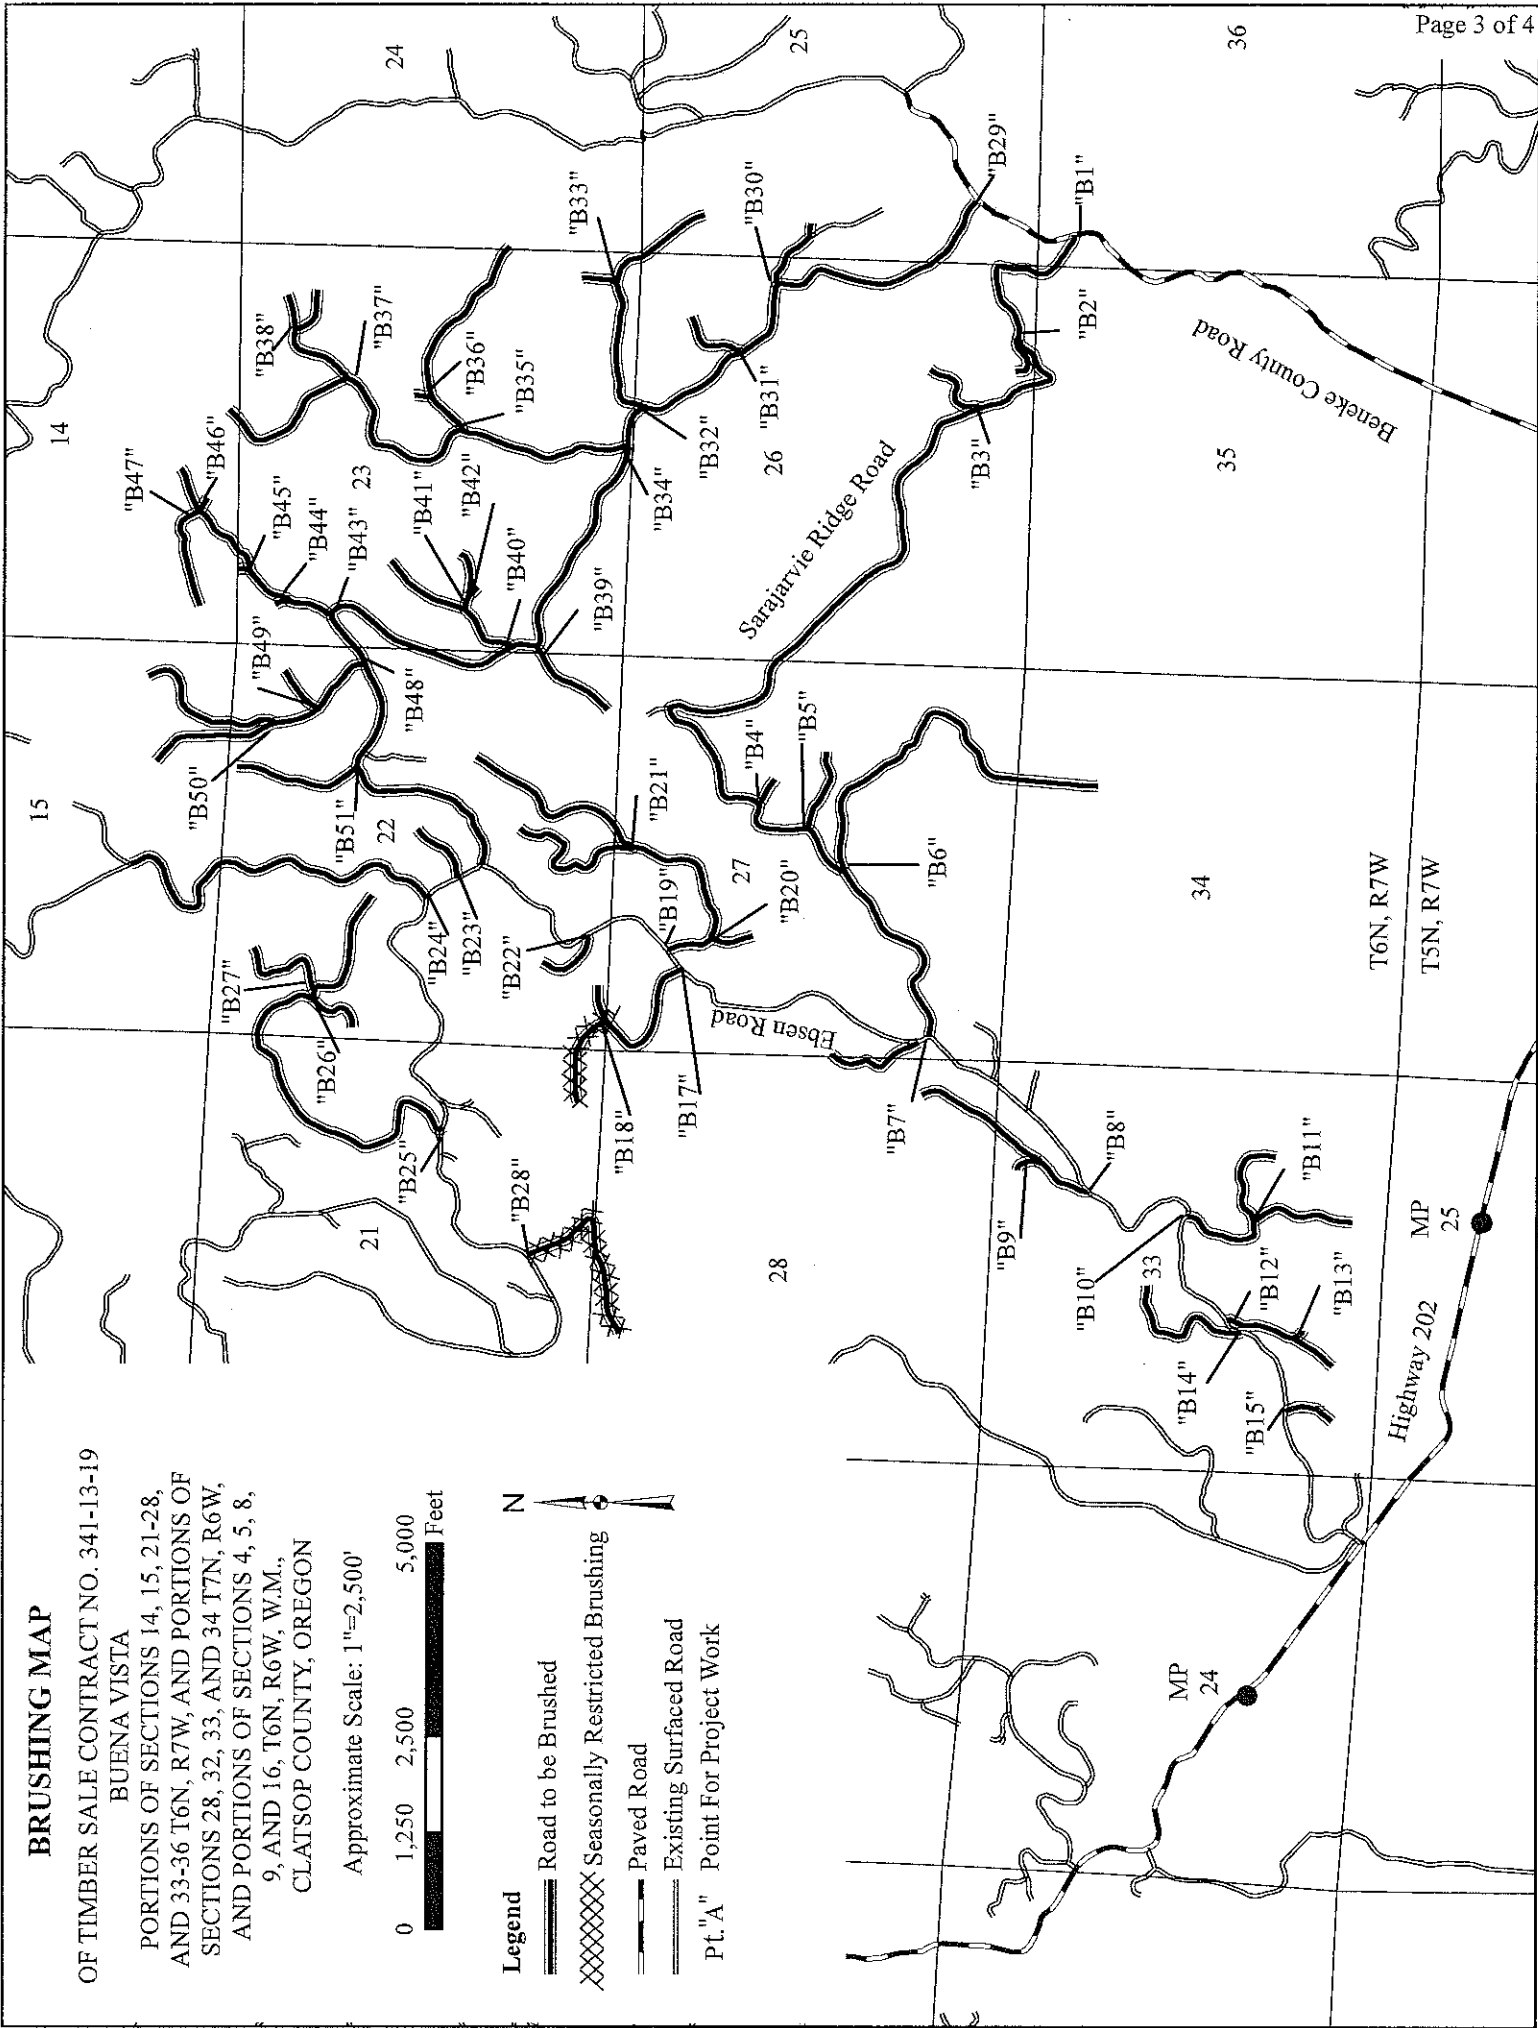 BRUSHING MAP
OF TIMBER SALE CONTRACT NO. 341-13-19
BUENA VISTA
PORTIONS OF SECTIONS 14, 15, 21-28,
AND 33-36 T6N, R7W, AND PORTIONS OF
SECTIONS 28, 32, 33, AND 34 T7N, R6W,
AND PORTIONS OF SECTIONS 4, 5, 8,
9, AND 16, T6N, R6W, W.M.,
CLATSOP COUNTY, OREGON
Approximate Scale: 1"=2,500'
0 1,250 2,500 5,000
Feet
Legend
Road to be Brushed
Seasonally Restricted Brushing
Paved Road
Existing Surfaced Road
Pt."A" Point For Project Work
N
15
14
24
"B47"
"B46"
"B38"
"B37"
"B45"
"B44"
"B43"
23
"B49"
"B36"
"B35"
"B33"
25
"B50"
"B48"
"B41"
"B42"
"B40"
"B51"
22
"B39"
"B34"
"B32"
"B31"
26
"B30"
"B27"
"B26"
"B24"
"B23"
"B22"
"B21"
"B25"
21
"B28"
"B18"
"B17"
"B19"
"B20"
27
"B4"
"B5"
Sarajarvie Ridge Road
"B3"
"B2"
"B29"
"B1"
36
Ebsen Road
"B6"
"B7"
28
"B9"
"B8"
34
35
Beneke County Road
"B10"
33
"B11"
"B12"
"B13"
"B14"
"B15"
T6N, R7W
T5N, R7W
Highway 202
MP
25
MP
24
Page 3 of 4